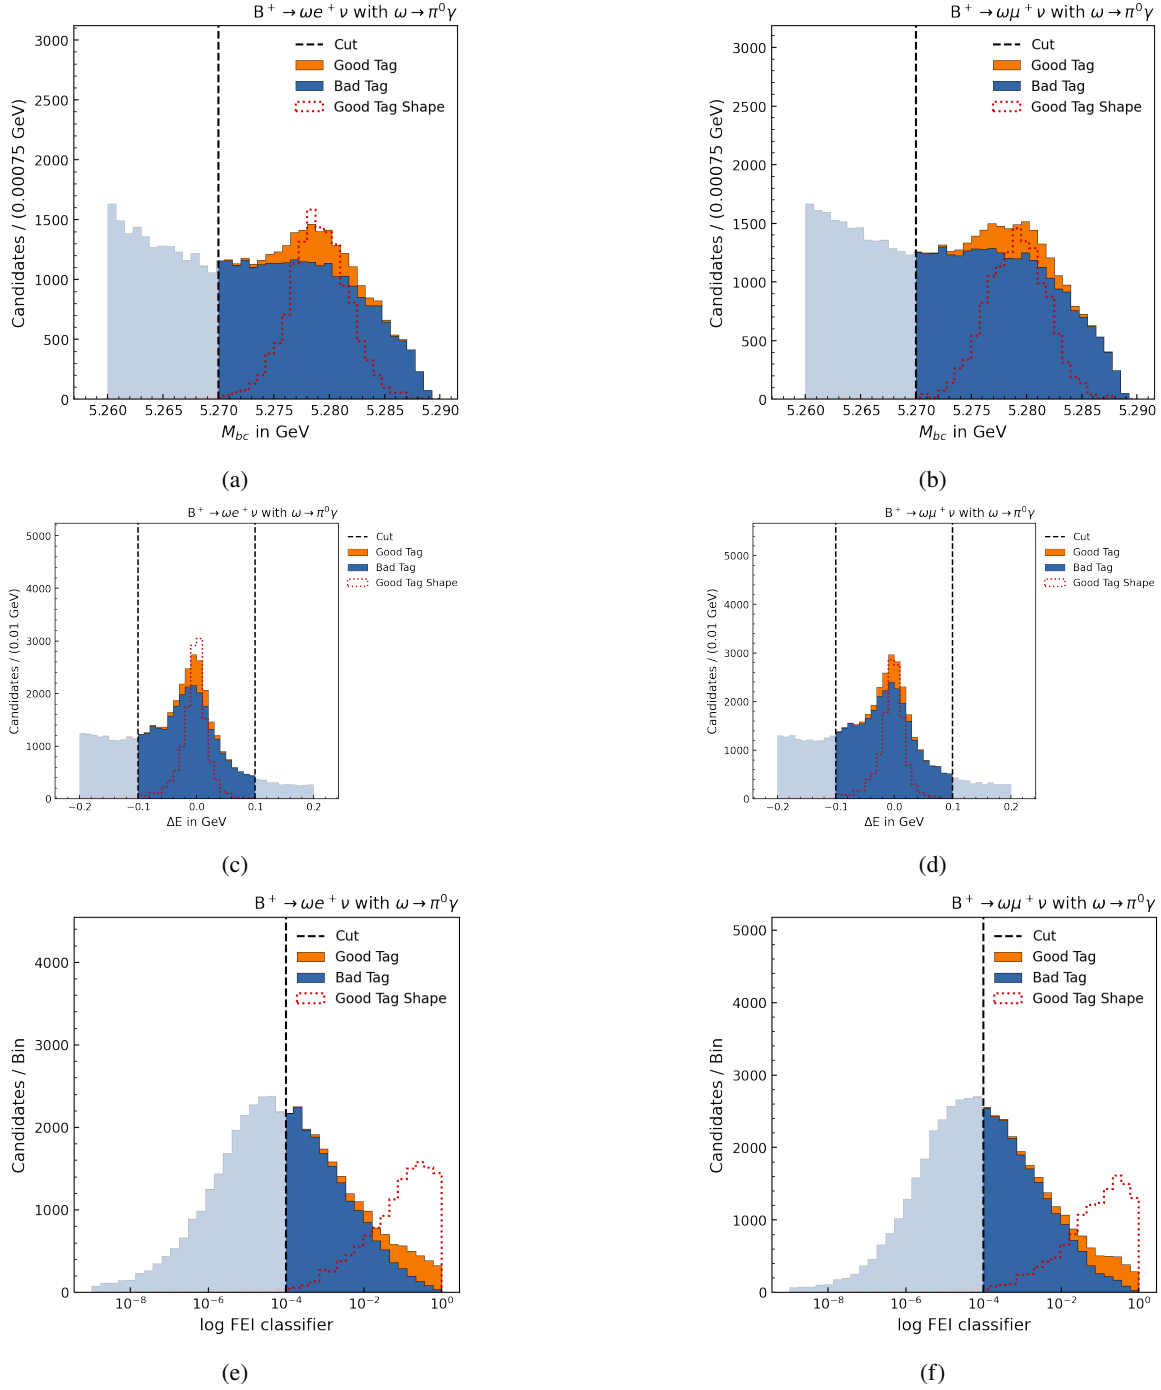 B⁺ → ωe⁺ν with ω→π⁰γ
Candidates / (0.00075 GeV)
3000
2500
2000
1500
1000
500
0
Cut
Good Tag
Bad Tag
Good Tag Shape
5.260 5.265 5.270 5.275 5.280 5.285 5.290
M_bc in GeV
(a)
B⁺ → ωμ⁺ν with ω→π⁰γ
Candidates / (0.00075 GeV)
3000
2500
2000
1500
1000
500
0
Cut
Good Tag
Bad Tag
Good Tag Shape
5.260 5.265 5.270 5.275 5.280 5.285 5.290
M_bc in GeV
(b)
B⁺ → ωe⁺ν with ω→π⁰γ
Candidates / (0.01 GeV)
5000
4000
3000
2000
1000
0
Cut
Good Tag
Bad Tag
Good Tag Shape
−0.2 −0.1 0.0 0.1 0.2
ΔE in GeV
(c)
B⁺ → ωμ⁺ν with ω→π⁰γ
Candidates / (0.01 GeV)
5000
4000
3000
2000
1000
0
Cut
Good Tag
Bad Tag
Good Tag Shape
−0.2 −0.1 0.0 0.1 0.2
ΔE in GeV
(d)
B⁺ → ωe⁺ν with ω→π⁰γ
Candidates / Bin
4000
3000
2000
1000
0
Cut
Good Tag
Bad Tag
Good Tag Shape
10⁻⁸ 10⁻⁶ 10⁻⁴ 10⁻² 10⁰
log FEI classifier
(e)
B⁺ → ωμ⁺ν with ω→π⁰γ
Candidates / Bin
5000
4000
3000
2000
1000
0
Cut
Good Tag
Bad Tag
Good Tag Shape
10⁻⁸ 10⁻⁶ 10⁻⁴ 10⁻² 10⁰
log FEI classifier
(f)